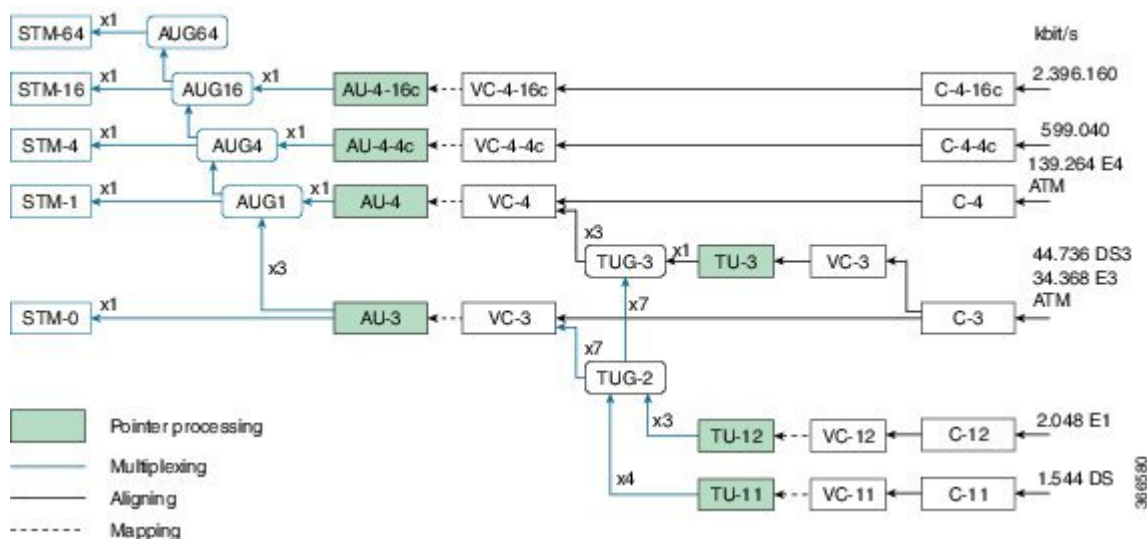 STM-64 x1 AUG64 kbit/s
STM-16 x1 AUG16 x1 AU-4-16c VC-4-16c C-4-16c 2.396.160
STM-4 x1 AUG4 x1 AU-4-4c VC-4-4c C-4-4c 599.040
139.264 E4
STM-1 x1 AUG1 x1 AU-4 VC-4 C-4 ATM
x3
TUG-3 x1 TU-3 VC-3 44.736 DS3
x3 34.368 E3
STM-0 x1 AU-3 VC-3 x7 C-3 ATM
x7
TUG-2
Pointer processing x3 TU-12 VC-12 C-12 2.048 E1
Multiplexing
x4 TU-11 VC-11 C-11 1.544 DS
Aligning
Mapping
366580